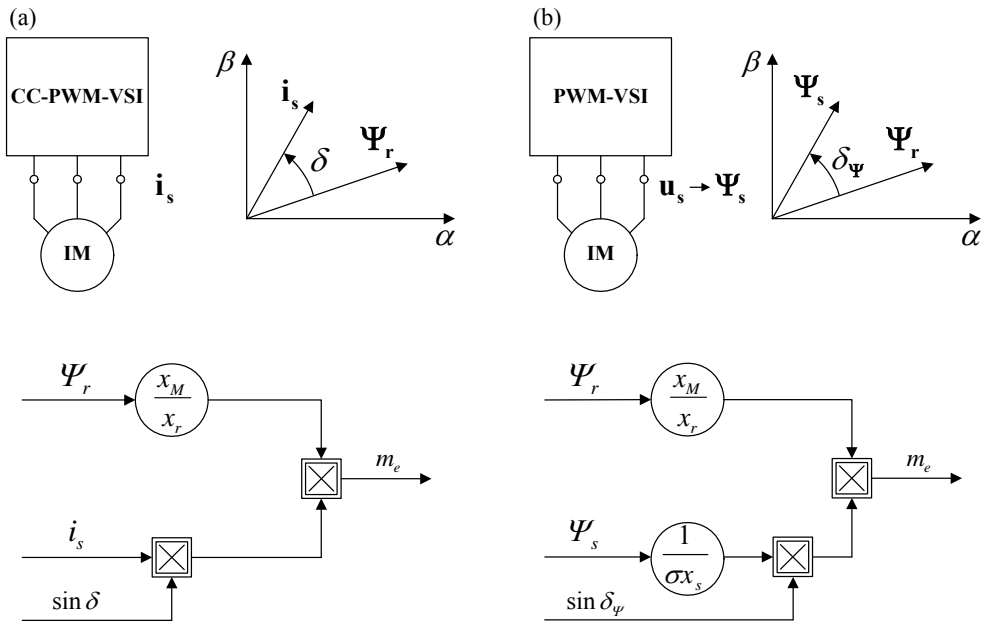 (a)
CC-PWM-VSI
i_s
IM
β
i_s
Ψ_r
δ
α
(b)
PWM-VSI
u_s → Ψ_s
IM
β
Ψ_s
Ψ_r
δ_Ψ
α
Ψ_r
x_M
x_r
m_e
i_s
sin δ
Ψ_r
x_M
x_r
m_e
Ψ_s
1
σx_s
sin δ_Ψ